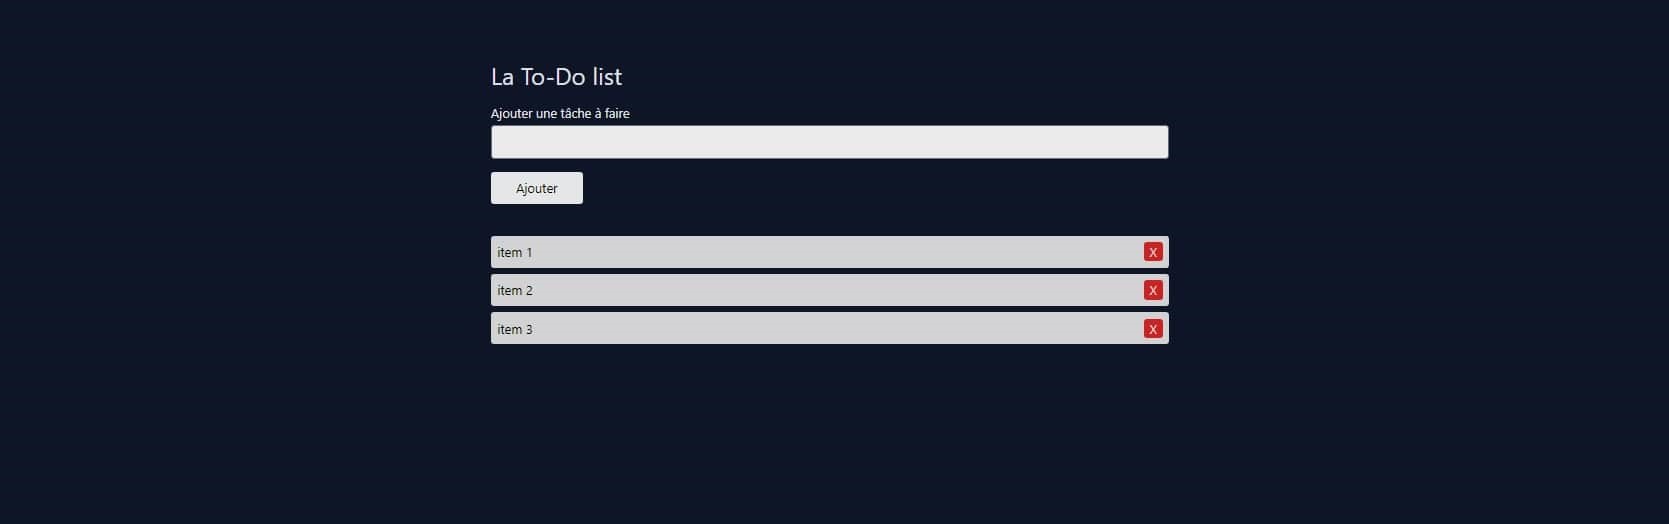 La To-Do list
Ajouter une tâche à faire
Ajouter
item 1 X
item 2 X
item 3 X